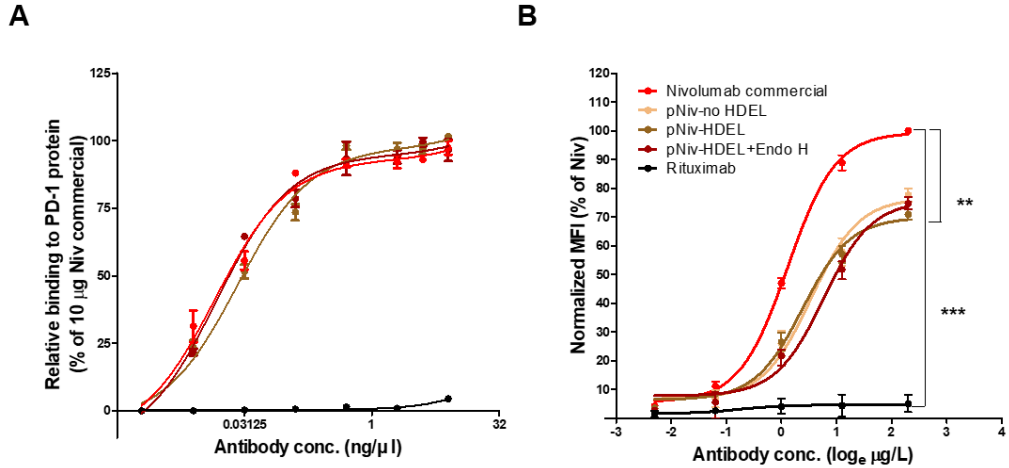 A
B
Relative binding to PD-1 protein
(% of 10 µg Niv commercial)
125
100
75
50
25
0
0.03125
1
32
Antibody conc. (ng/µl)
Normalized MFI (% of Niv)
120
110
100
90
80
70
60
50
40
30
20
10
Nivolumab commercial
pNiv-no HDEL
pNiv-HDEL
pNiv-HDEL+Endo H
Rituximab
**
***
-3
-2
-1
0
1
2
3
4
Antibody conc. (logₑ µg/L)